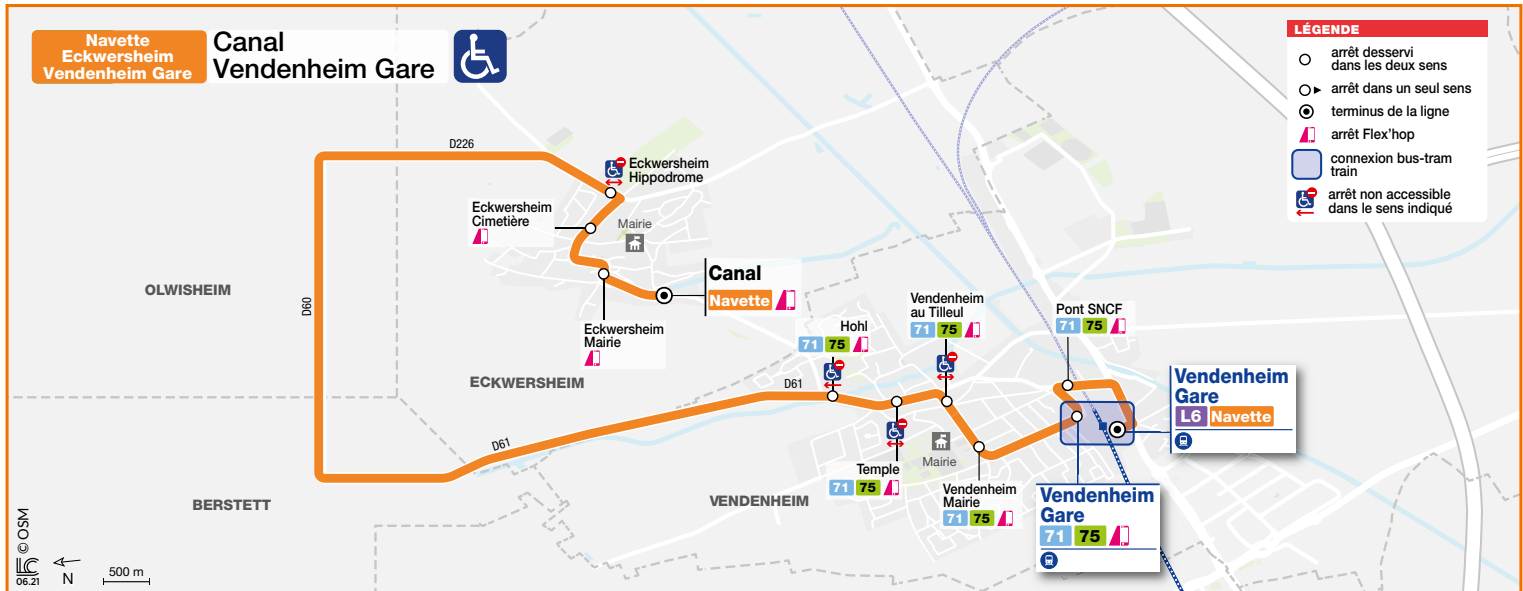 Navette
Eckwersheim
Vendenheim Gare
Canal
Vendenheim Gare
LÉGENDE
arrêt desservi
dans les deux sens
arrêt dans un seul sens
terminus de la ligne
arrêt Flex'hop
connexion bus-tram
train
arrêt non accessible
dans le sens indiqué
D226
Eckwersheim
Hippodrome
Eckwersheim
Cimetière
Mairie
OLWISHEIM
D60
Canal
Navette
Eckwersheim
Mairie
ECKWERSHEIM
Hohl
71 75
Vendenheim
au Tilleul
71 75
Pont SNCF
71 75
D61
D61
Vendenheim
Gare
L6 Navette
Mairie
Temple
71 75
Vendenheim
Mairie
71 75
Vendenheim
Gare
71 75
BERSTETT
VENDENHEIM
© OSM
06.21
N
500 m